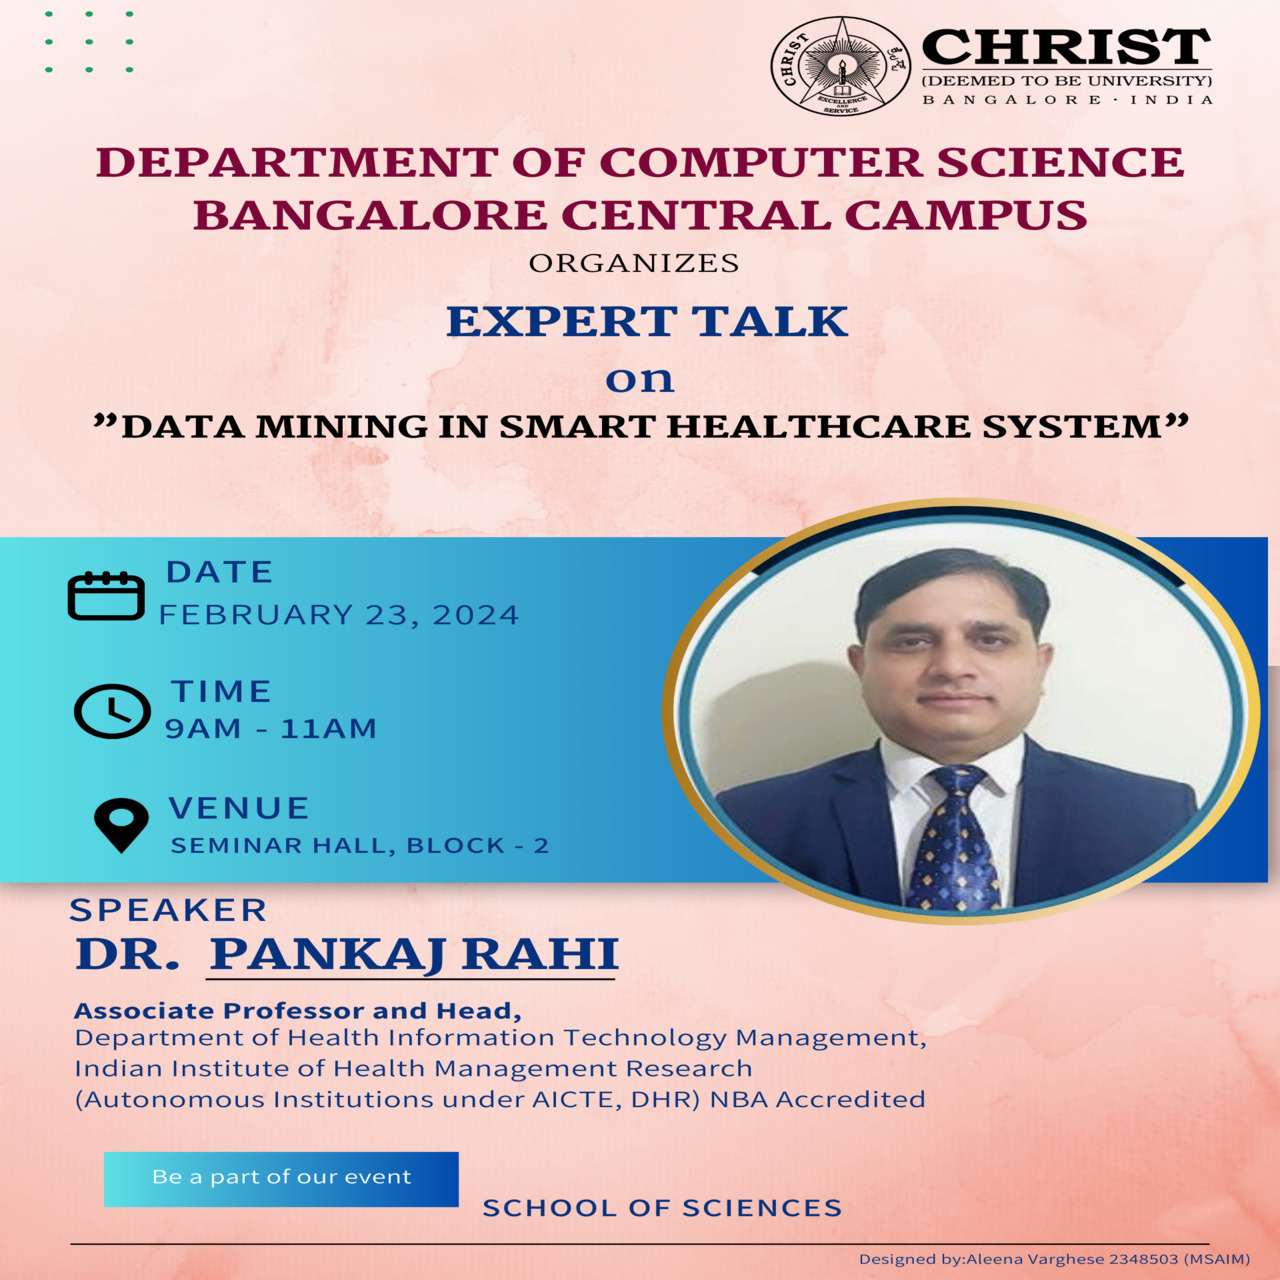 CHRIST
ಕ್ರೈಸ್ಟ್
EXCELLENCE
AND
SERVICE
CHRIST
(DEEMED TO BE UNIVERSITY)
BANGALORE · INDIA
DEPARTMENT OF COMPUTER SCIENCE
BANGALORE CENTRAL CAMPUS
ORGANIZES
EXPERT TALK
on
”DATA MINING IN SMART HEALTHCARE SYSTEM”
DATE
FEBRUARY 23, 2024
TIME
9AM - 11AM
VENUE
SEMINAR HALL, BLOCK - 2
SPEAKER
DR. PANKAJ RAHI
Associate Professor and Head,
Department of Health Information Technology Management,
Indian Institute of Health Management Research
(Autonomous Institutions under AICTE, DHR) NBA Accredited
Be a part of our event
SCHOOL OF SCIENCES
Designed by:Aleena Varghese 2348503 (MSAIM)